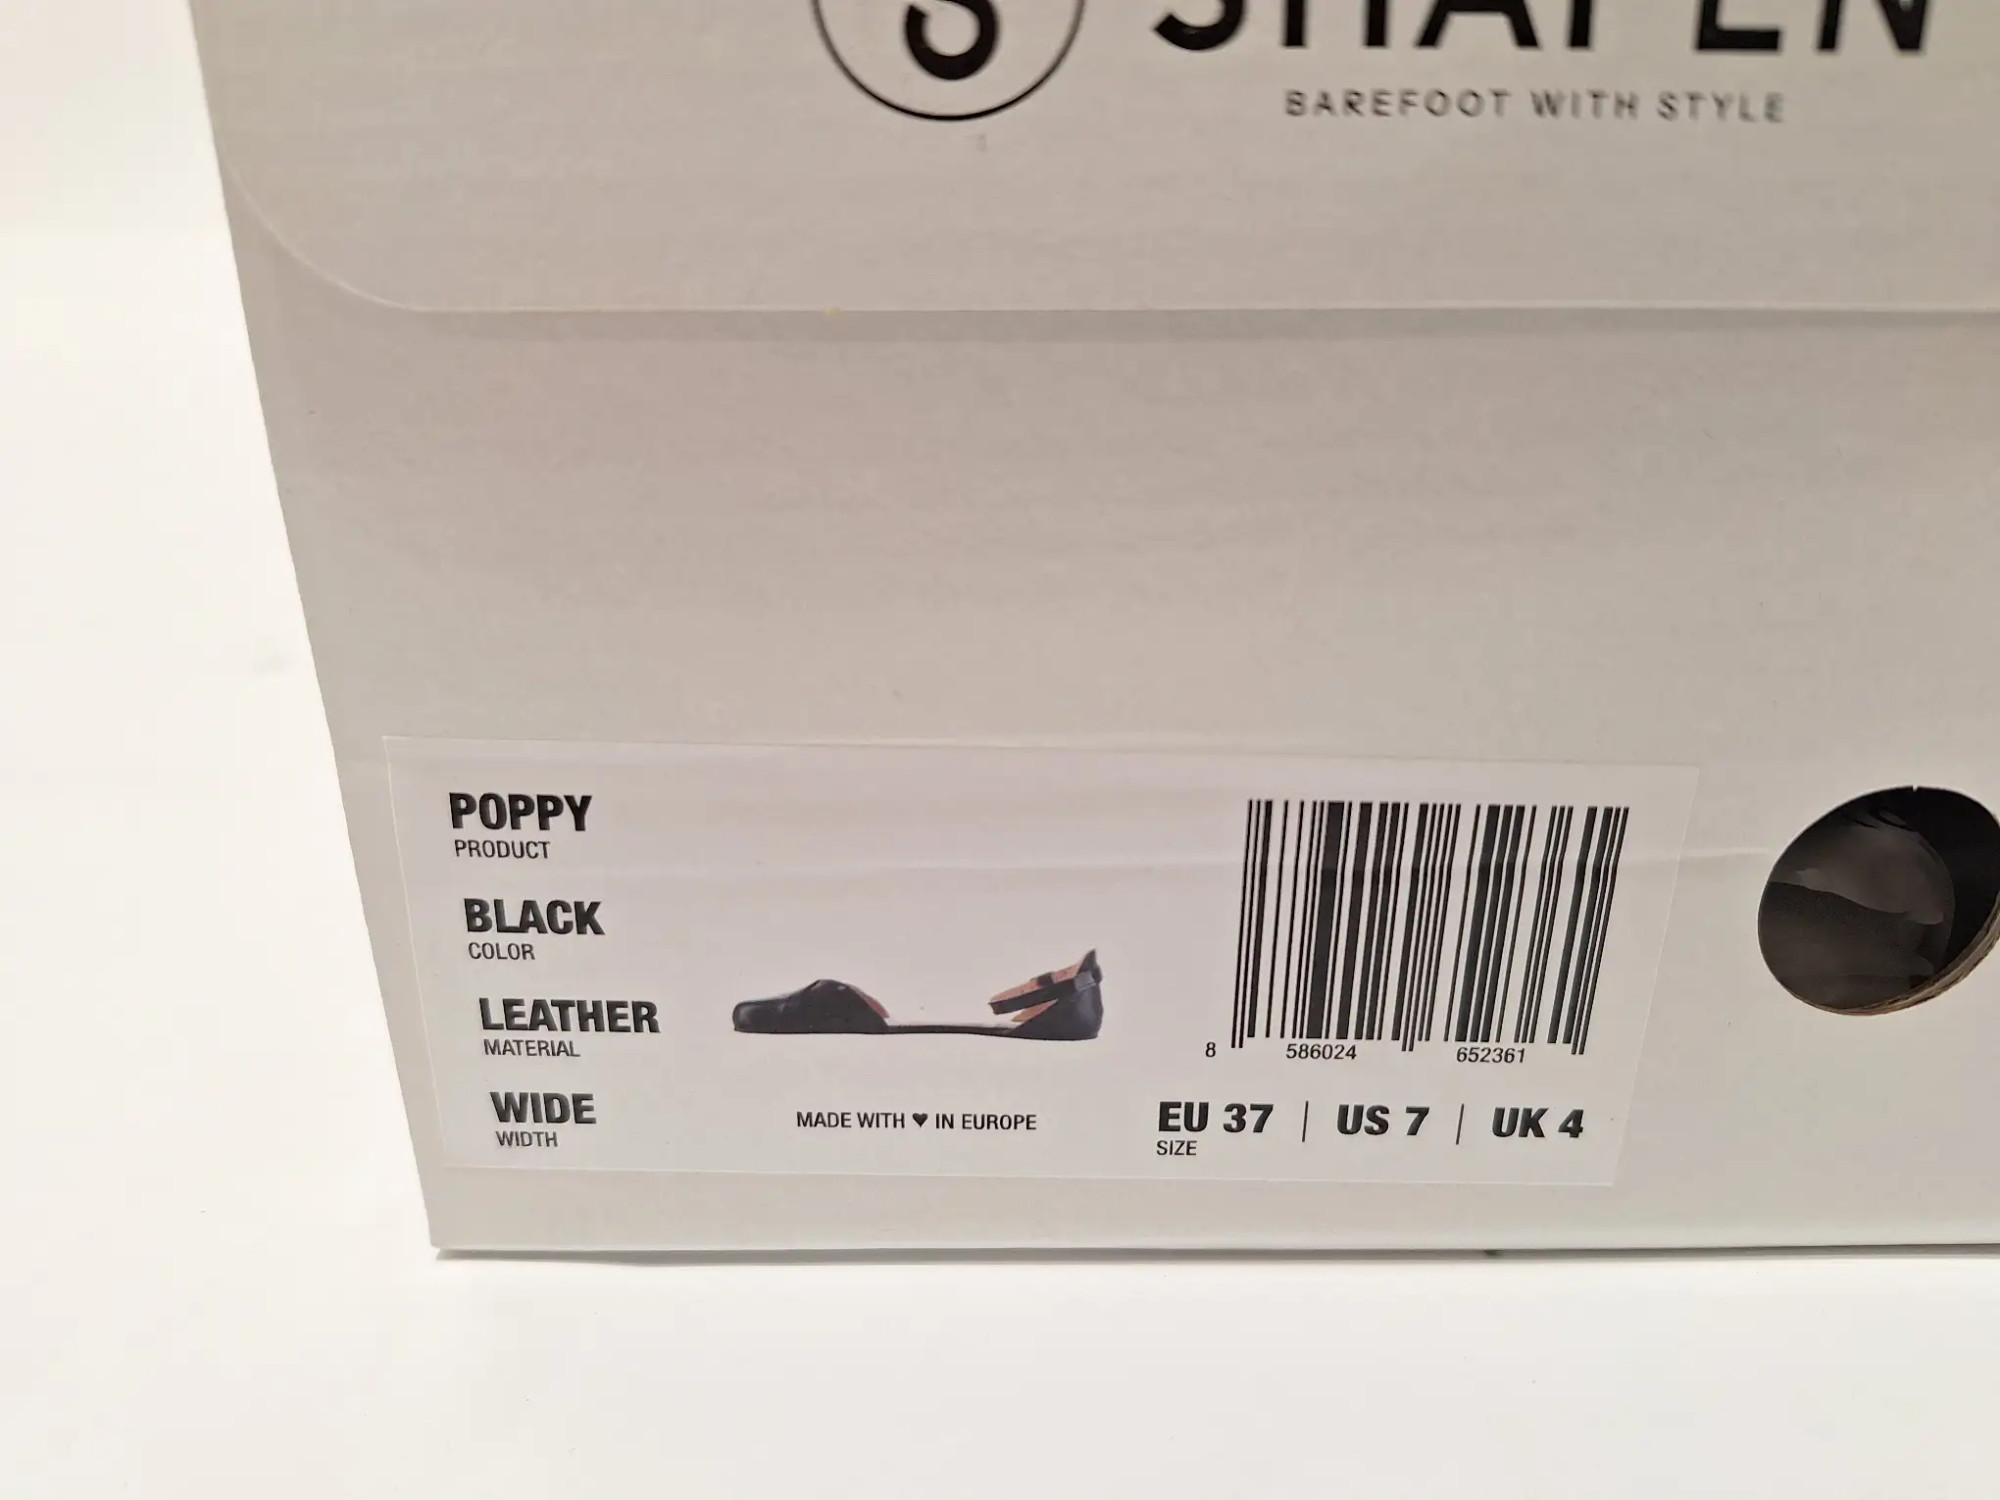 SHAPEN
BAREFOOT WITH STYLE
POPPY
PRODUCT
BLACK
COLOR
LEATHER
MATERIAL
WIDE
WIDTH
MADE WITH ♥ IN EUROPE
8 586024 652361
EU 37 | US 7 | UK 4
SIZE